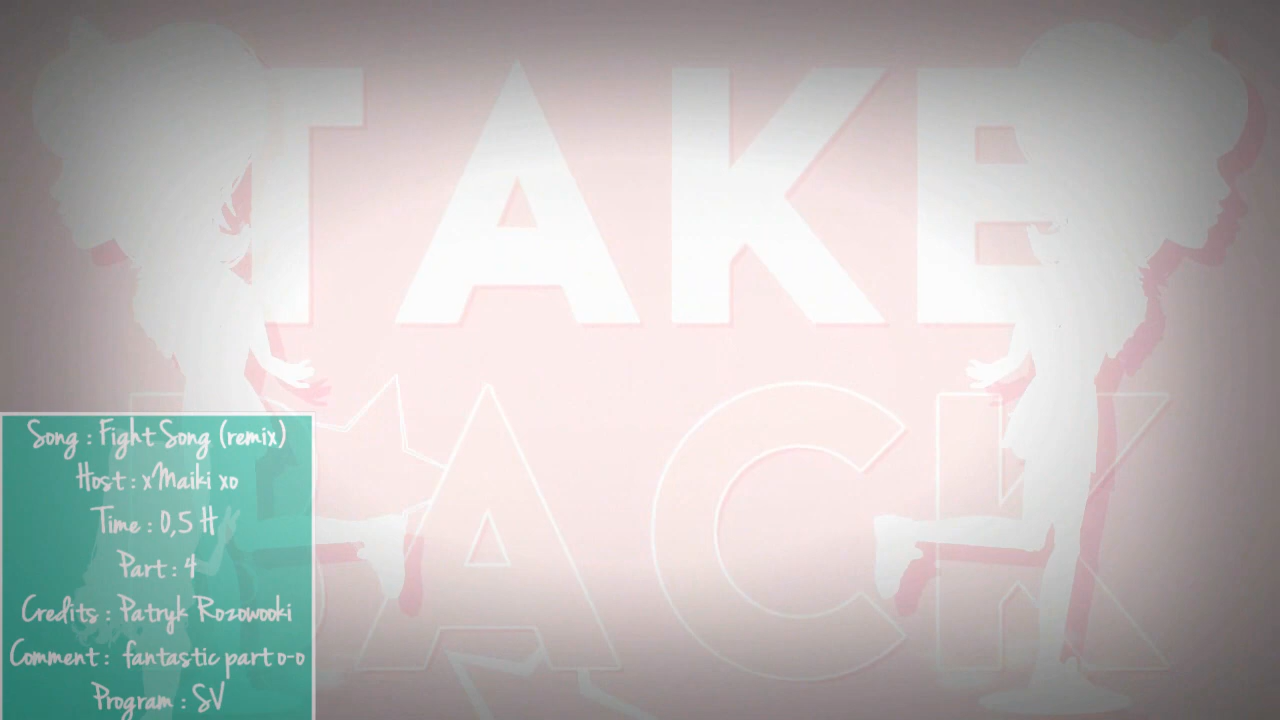 TAKE
BACK
Song : Fight Song (remix)
Host : xMaiki xo
Time : 0,5 H
Part : 4
Credits : Patryk Rozowooki
Comment : fantastic part o-o
Program : SV